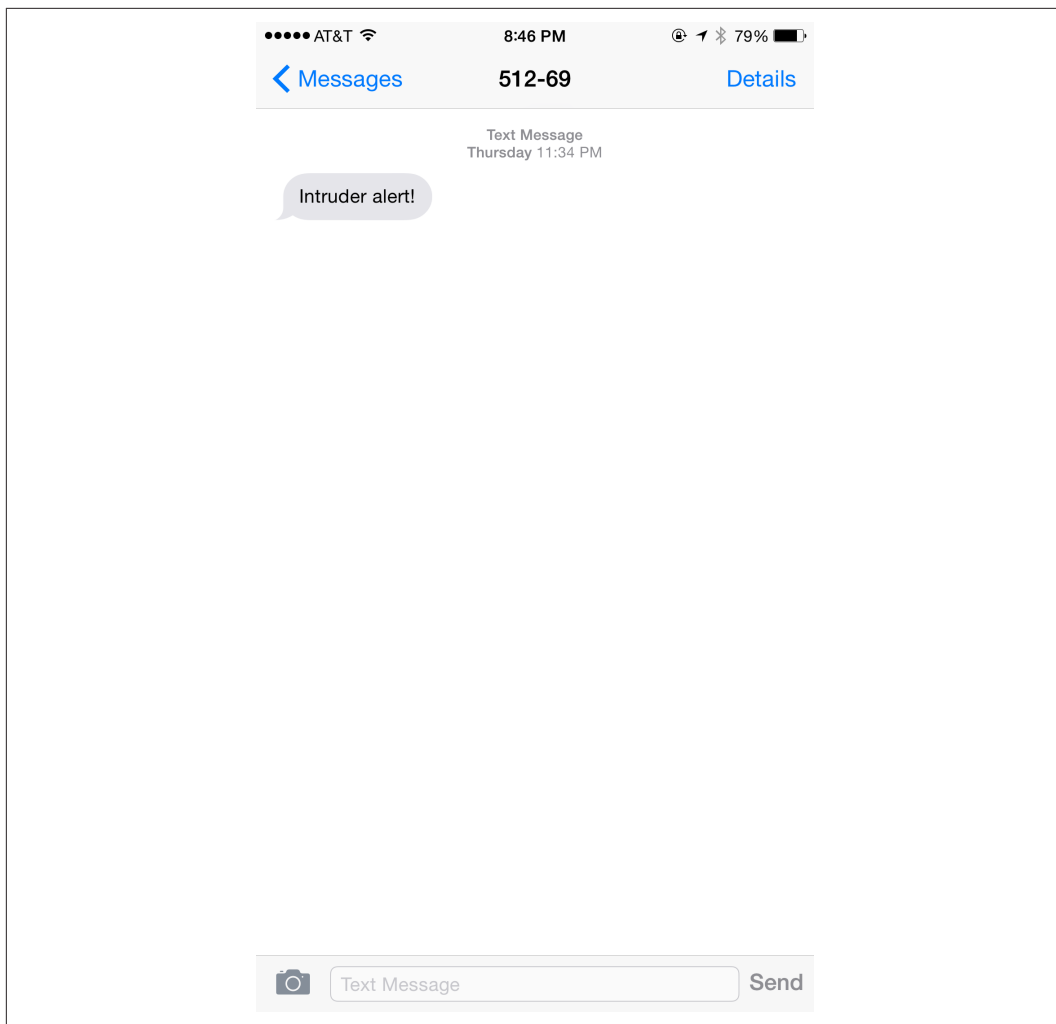 AT&T 8:46 PM 79%
Messages 512-69 Details
Text Message
Thursday 11:34 PM
Intruder alert!
Text Message Send